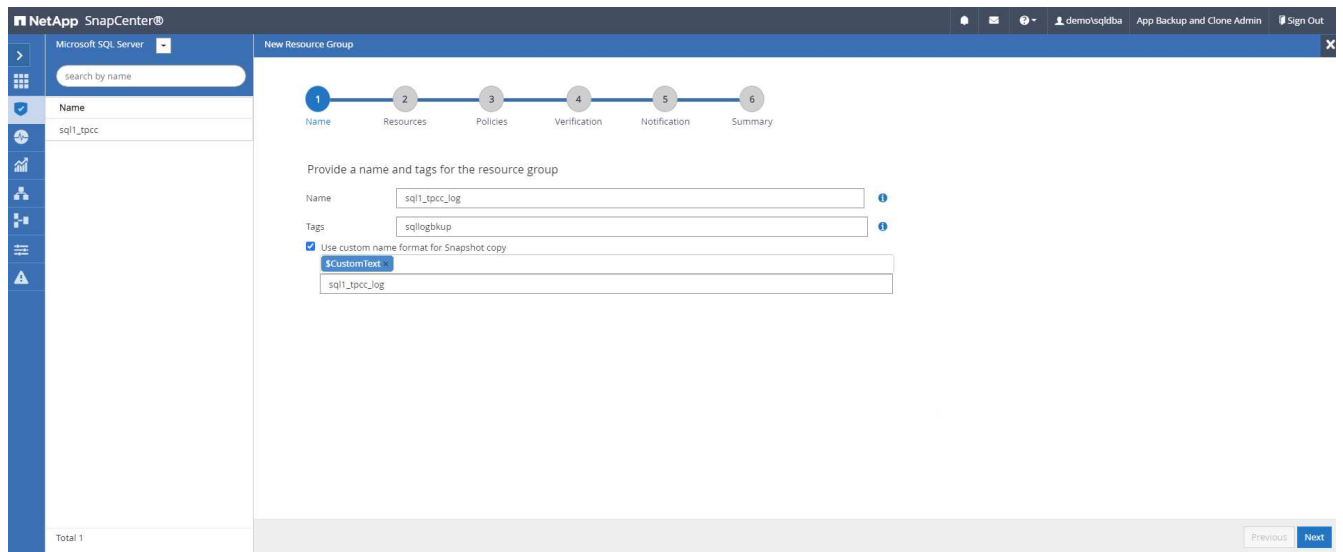 NetApp SnapCenter®
demo\sqldba App Backup and Clone Admin Sign Out
Microsoft SQL Server
search by name
Name
sql1_tpcc
Total 1
New Resource Group
1 2 3 4 5 6
Name Resources Policies Verification Notification Summary
Provide a name and tags for the resource group
Name sql1_tpcc_log
Tags sqllogbkup
Use custom name format for Snapshot copy
$CustomText ×
sql1_tpcc_log
Previous Next